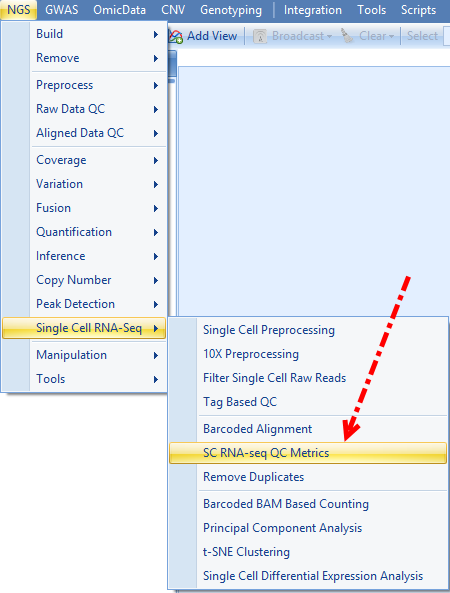 NGS GWAS OmicData CNV Genotyping Integration Tools Scripts
Add View Broadcast Clear Select
Build
Remove
Preprocess
Raw Data QC
Aligned Data QC
Coverage
Variation
Fusion
Quantification
Inference
Copy Number
Peak Detection
Single Cell RNA-Seq
Manipulation
Tools
Single Cell Preprocessing
10X Preprocessing
Filter Single Cell Raw Reads
Tag Based QC
Barcoded Alignment
SC RNA-seq QC Metrics
Remove Duplicates
Barcoded BAM Based Counting
Principal Component Analysis
t-SNE Clustering
Single Cell Differential Expression Analysis